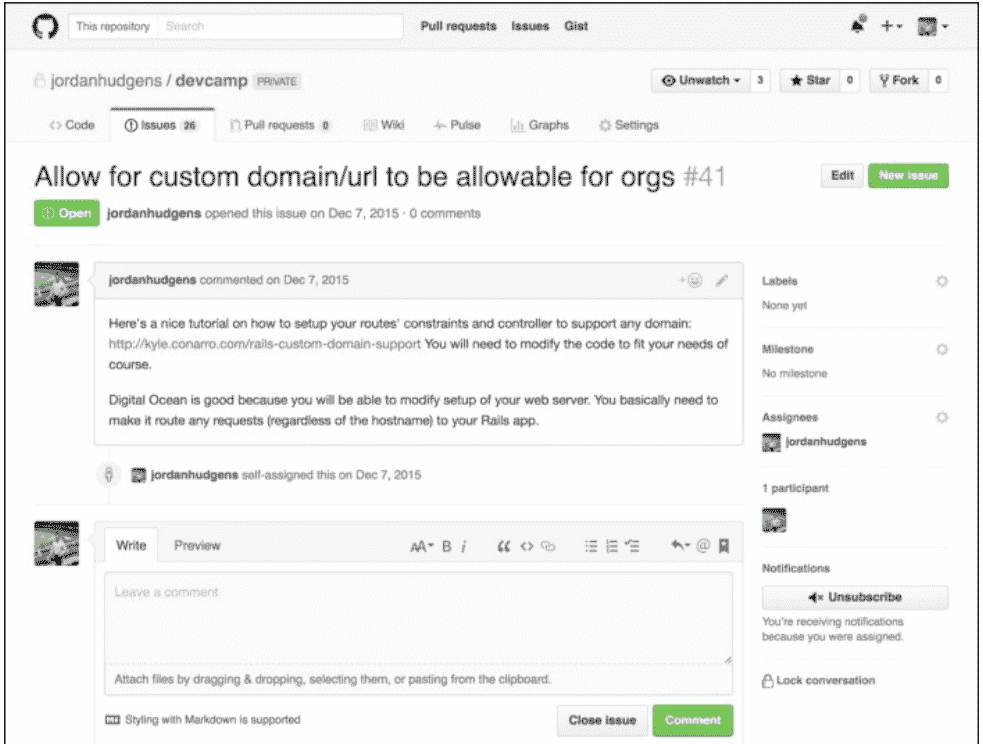 This repository Search Pull requests Issues Gist
jordanhudgens / devcamp PRIVATE Unwatch 3 Star 0 Fork 0
Code Issues 26 Pull requests 0 Wiki Pulse Graphs Settings
Allow for custom domain/url to be allowable for orgs #41 Edit New issue
Open jordanhudgens opened this issue on Dec 7, 2015 · 0 comments
jordanhudgens commented on Dec 7, 2015
Here's a nice tutorial on how to setup your routes' constraints and controller to support any domain:
http://kyle.conarro.com/rails-custom-domain-support You will need to modify the code to fit your needs of
course.
Digital Ocean is good because you will be able to modify setup of your web server. You basically need to
make it route any requests (regardless of the hostname) to your Rails app.
jordanhudgens self-assigned this on Dec 7, 2015
Write Preview AA B i
Leave a comment
Attach files by dragging & dropping, selecting them, or pasting from the clipboard.
Styling with Markdown is supported Close issue Comment
Labels
None yet
Milestone
No milestone
Assignees
jordanhudgens
1 participant
Notifications
Unsubscribe
You're receiving notifications
because you were assigned.
Lock conversation